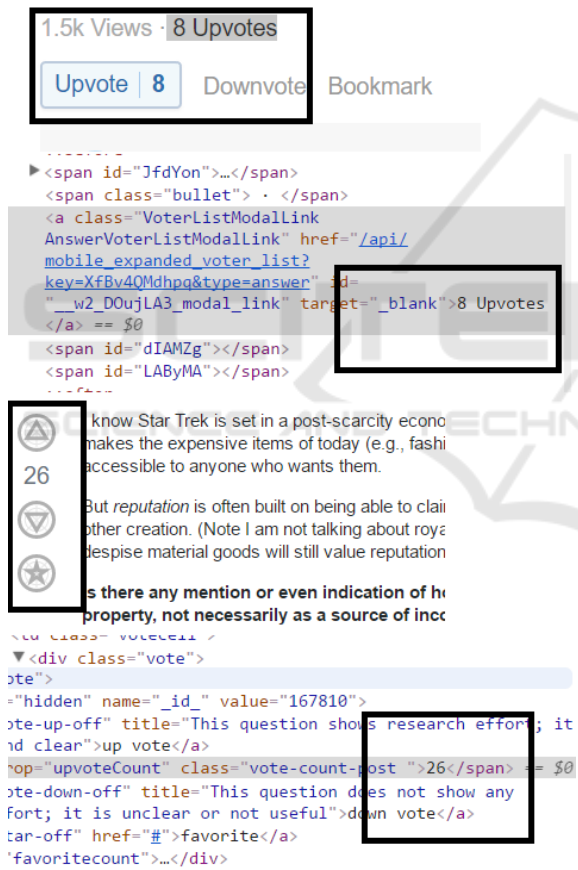 1.5k Views · 8 Upvotes
Upvote | 8 Downvote Bookmark
▶<span id="JfdYon">…</span>
<span class="bullet"> · </span>
<a class="VoterListModalLink
AnswerVoterListModalLink" href="/api/
mobile_expanded_voter_list?
key=XfBv4QMdhpq&type=answer" id=
"__w2_DOujLA3_modal_link" target="_blank">8 Upvotes
</a> == $0
<span id="dIAMZg"></span>
<span id="LAByMA"></span>
SCIENCE AND TECHN
know Star Trek is set in a post-scarcity econo
makes the expensive items of today (e.g., fashi
accessible to anyone who wants them.
26
But reputation is often built on being able to clai
other creation. (Note I am not talking about roya
despise material goods will still value reputation
s there any mention or even indication of ho
property, not necessarily as a source of inco
<td class="votecell">
▼<div class="vote">
ote">
="hidden" name="_id_" value="167810">
ote-up-off" title="This question shows research effort; it
nd clear">up vote</a>
rop="upvoteCount" class="vote-count-post ">26</span> == $0
ote-down-off" title="This question does not show any
fort; it is unclear or not useful">down vote</a>
tar-off" href="#">favorite</a>
"favoritecount">…</div>